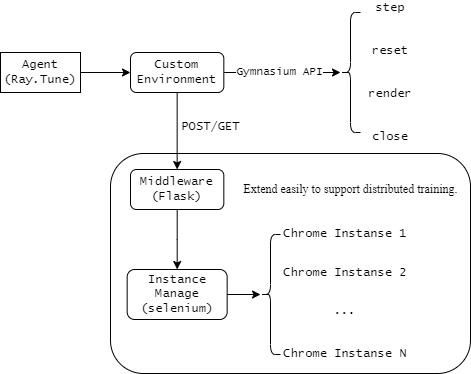 step
reset
Agent
(Ray.Tune)
Custom
Environment
Gymnasium API
render
close
POST/GET
Middleware
(Flask)
Extend easily to support distributed training.
Chrome Instanse 1
Chrome Instanse 2
Instance
Manage
(selenium)
...
Chrome Instanse N